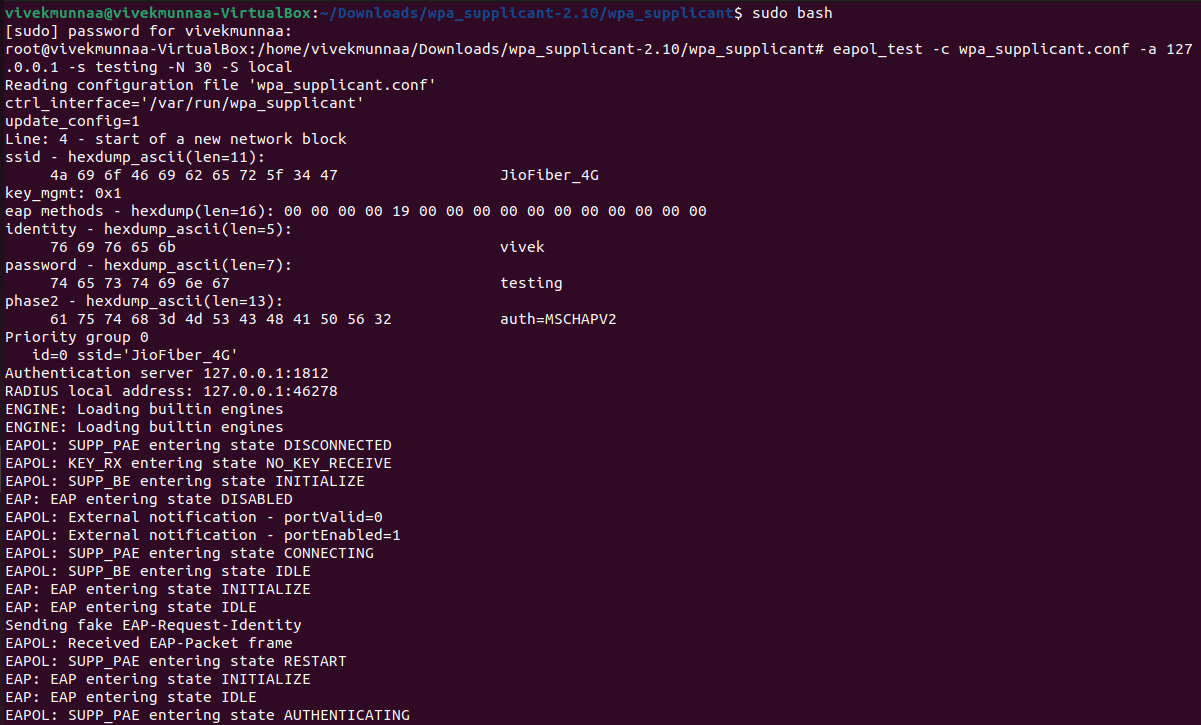 vivekmunnaa@vivekmunnaa-VirtualBox:~/Downloads/wpa_supplicant-2.10/wpa_supplicant$ sudo bash
[sudo] password for vivekmunnaa:
root@vivekmunnaa-VirtualBox:/home/vivekmunnaa/Downloads/wpa_supplicant-2.10/wpa_supplicant# eapol_test -c wpa_supplicant.conf -a 127
.0.0.1 -s testing -N 30 -S local
Reading configuration file 'wpa_supplicant.conf'
ctrl_interface='/var/run/wpa_supplicant'
update_config=1
Line: 4 - start of a new network block
ssid - hexdump_ascii(len=11):
     4a 69 6f 46 69 62 65 72 5f 34 47                  JioFiber_4G
key_mgmt: 0x1
eap methods - hexdump(len=16): 00 00 00 00 19 00 00 00 00 00 00 00 00 00 00 00
identity - hexdump_ascii(len=5):
     76 69 76 65 6b                                    vivek
password - hexdump_ascii(len=7):
     74 65 73 74 69 6e 67                              testing
phase2 - hexdump_ascii(len=13):
     61 75 74 68 3d 4d 53 43 48 41 50 56 32            auth=MSCHAPV2
Priority group 0
   id=0 ssid='JioFiber_4G'
Authentication server 127.0.0.1:1812
RADIUS local address: 127.0.0.1:46278
ENGINE: Loading builtin engines
ENGINE: Loading builtin engines
EAPOL: SUPP_PAE entering state DISCONNECTED
EAPOL: KEY_RX entering state NO_KEY_RECEIVE
EAPOL: SUPP_BE entering state INITIALIZE
EAP: EAP entering state DISABLED
EAPOL: External notification - portValid=0
EAPOL: External notification - portEnabled=1
EAPOL: SUPP_PAE entering state CONNECTING
EAPOL: SUPP_BE entering state IDLE
EAP: EAP entering state INITIALIZE
EAP: EAP entering state IDLE
Sending fake EAP-Request-Identity
EAPOL: Received EAP-Packet frame
EAPOL: SUPP_PAE entering state RESTART
EAP: EAP entering state INITIALIZE
EAP: EAP entering state IDLE
EAPOL: SUPP_PAE entering state AUTHENTICATING